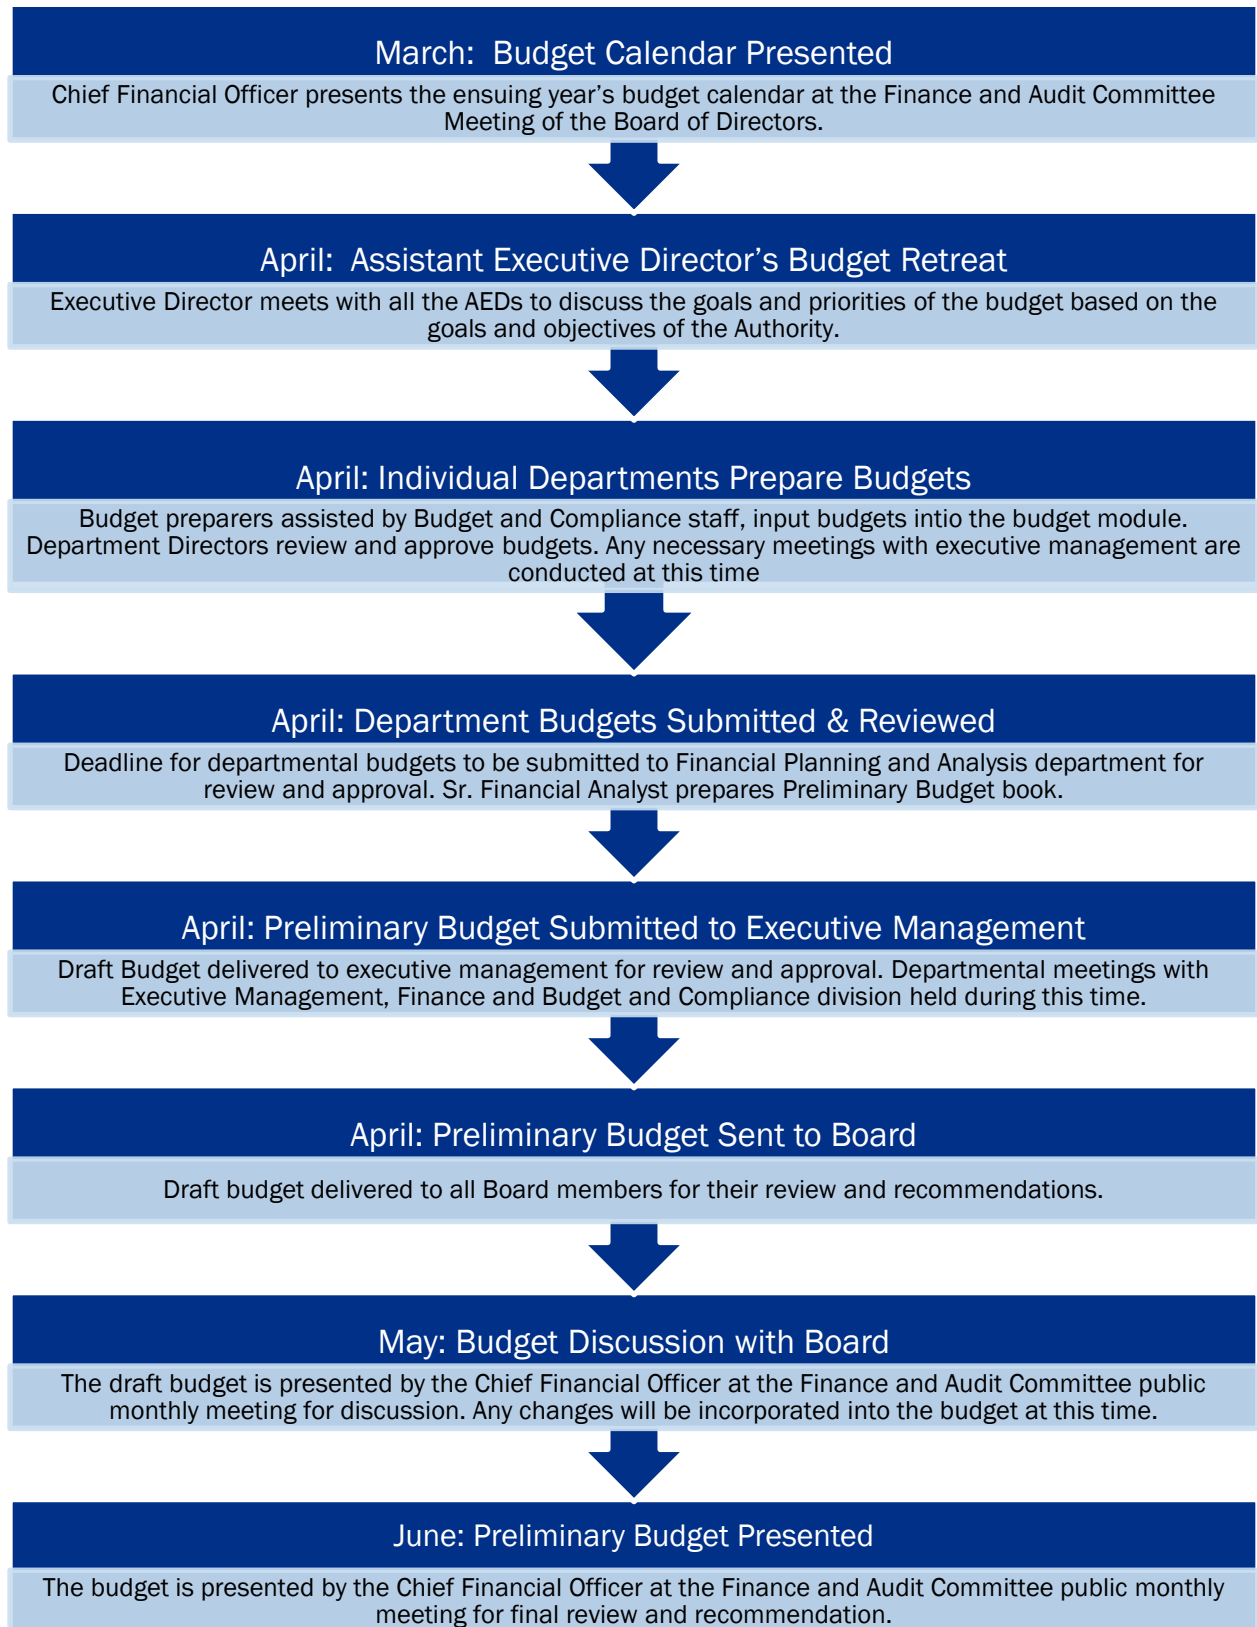 March:  Budget Calendar Presented
Chief Financial Officer presents the ensuing year’s budget calendar at the Finance and Audit Committee
Meeting of the Board of Directors.
April:  Assistant Executive Director’s Budget Retreat
Executive Director meets with all the AEDs to discuss the goals and priorities of the budget based on the
goals and objectives of the Authority.
April: Individual Departments Prepare Budgets
Budget preparers assisted by Budget and Compliance staff, input budgets intio the budget module.
Department Directors review and approve budgets. Any necessary meetings with executive management are
conducted at this time
April: Department Budgets Submitted & Reviewed
Deadline for departmental budgets to be submitted to Financial Planning and Analysis department for
review and approval. Sr. Financial Analyst prepares Preliminary Budget book.
April: Preliminary Budget Submitted to Executive Management
Draft Budget delivered to executive management for review and approval. Departmental meetings with
Executive Management, Finance and Budget and Compliance division held during this time.
April: Preliminary Budget Sent to Board
Draft budget delivered to all Board members for their review and recommendations.
May: Budget Discussion with Board
The draft budget is presented by the Chief Financial Officer at the Finance and Audit Committee public
monthly meeting for discussion. Any changes will be incorporated into the budget at this time.
June: Preliminary Budget Presented
The budget is presented by the Chief Financial Officer at the Finance and Audit Committee public monthly
meeting for final review and recommendation.